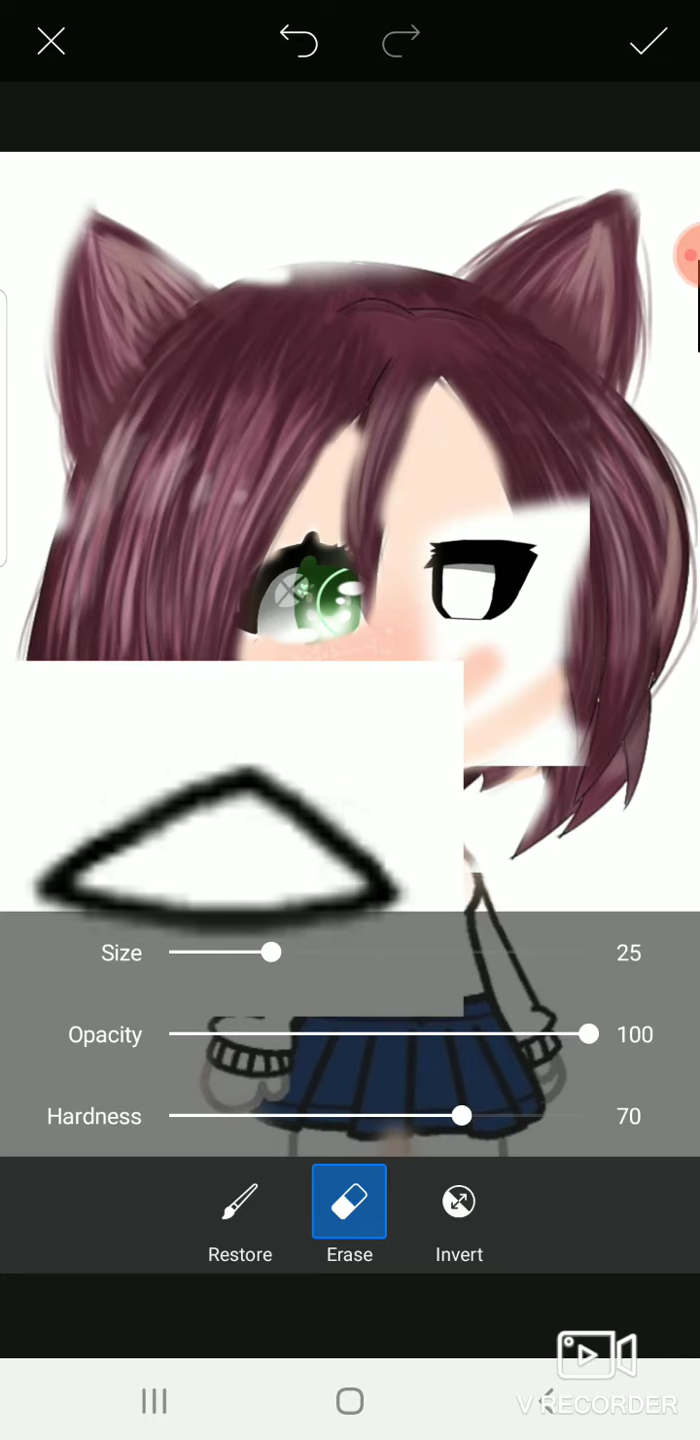 Size 25
Opacity 100
Hardness 70
Restore Erase Invert
V RECORDER